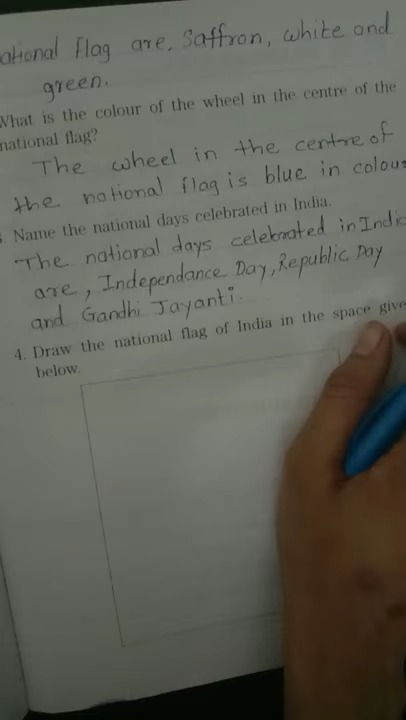 ational flag are, Saffron, white and
green.
What is the colour of the wheel in the centre of the
national flag?
The wheel in the centre of
the national flag is blue in colour
Name the national days celebrated in India.
The national days celebrated in India
are, Independance Day, Republic Day
and Gandhi Jayanti.
4. Draw the national flag of India in the space give
below.